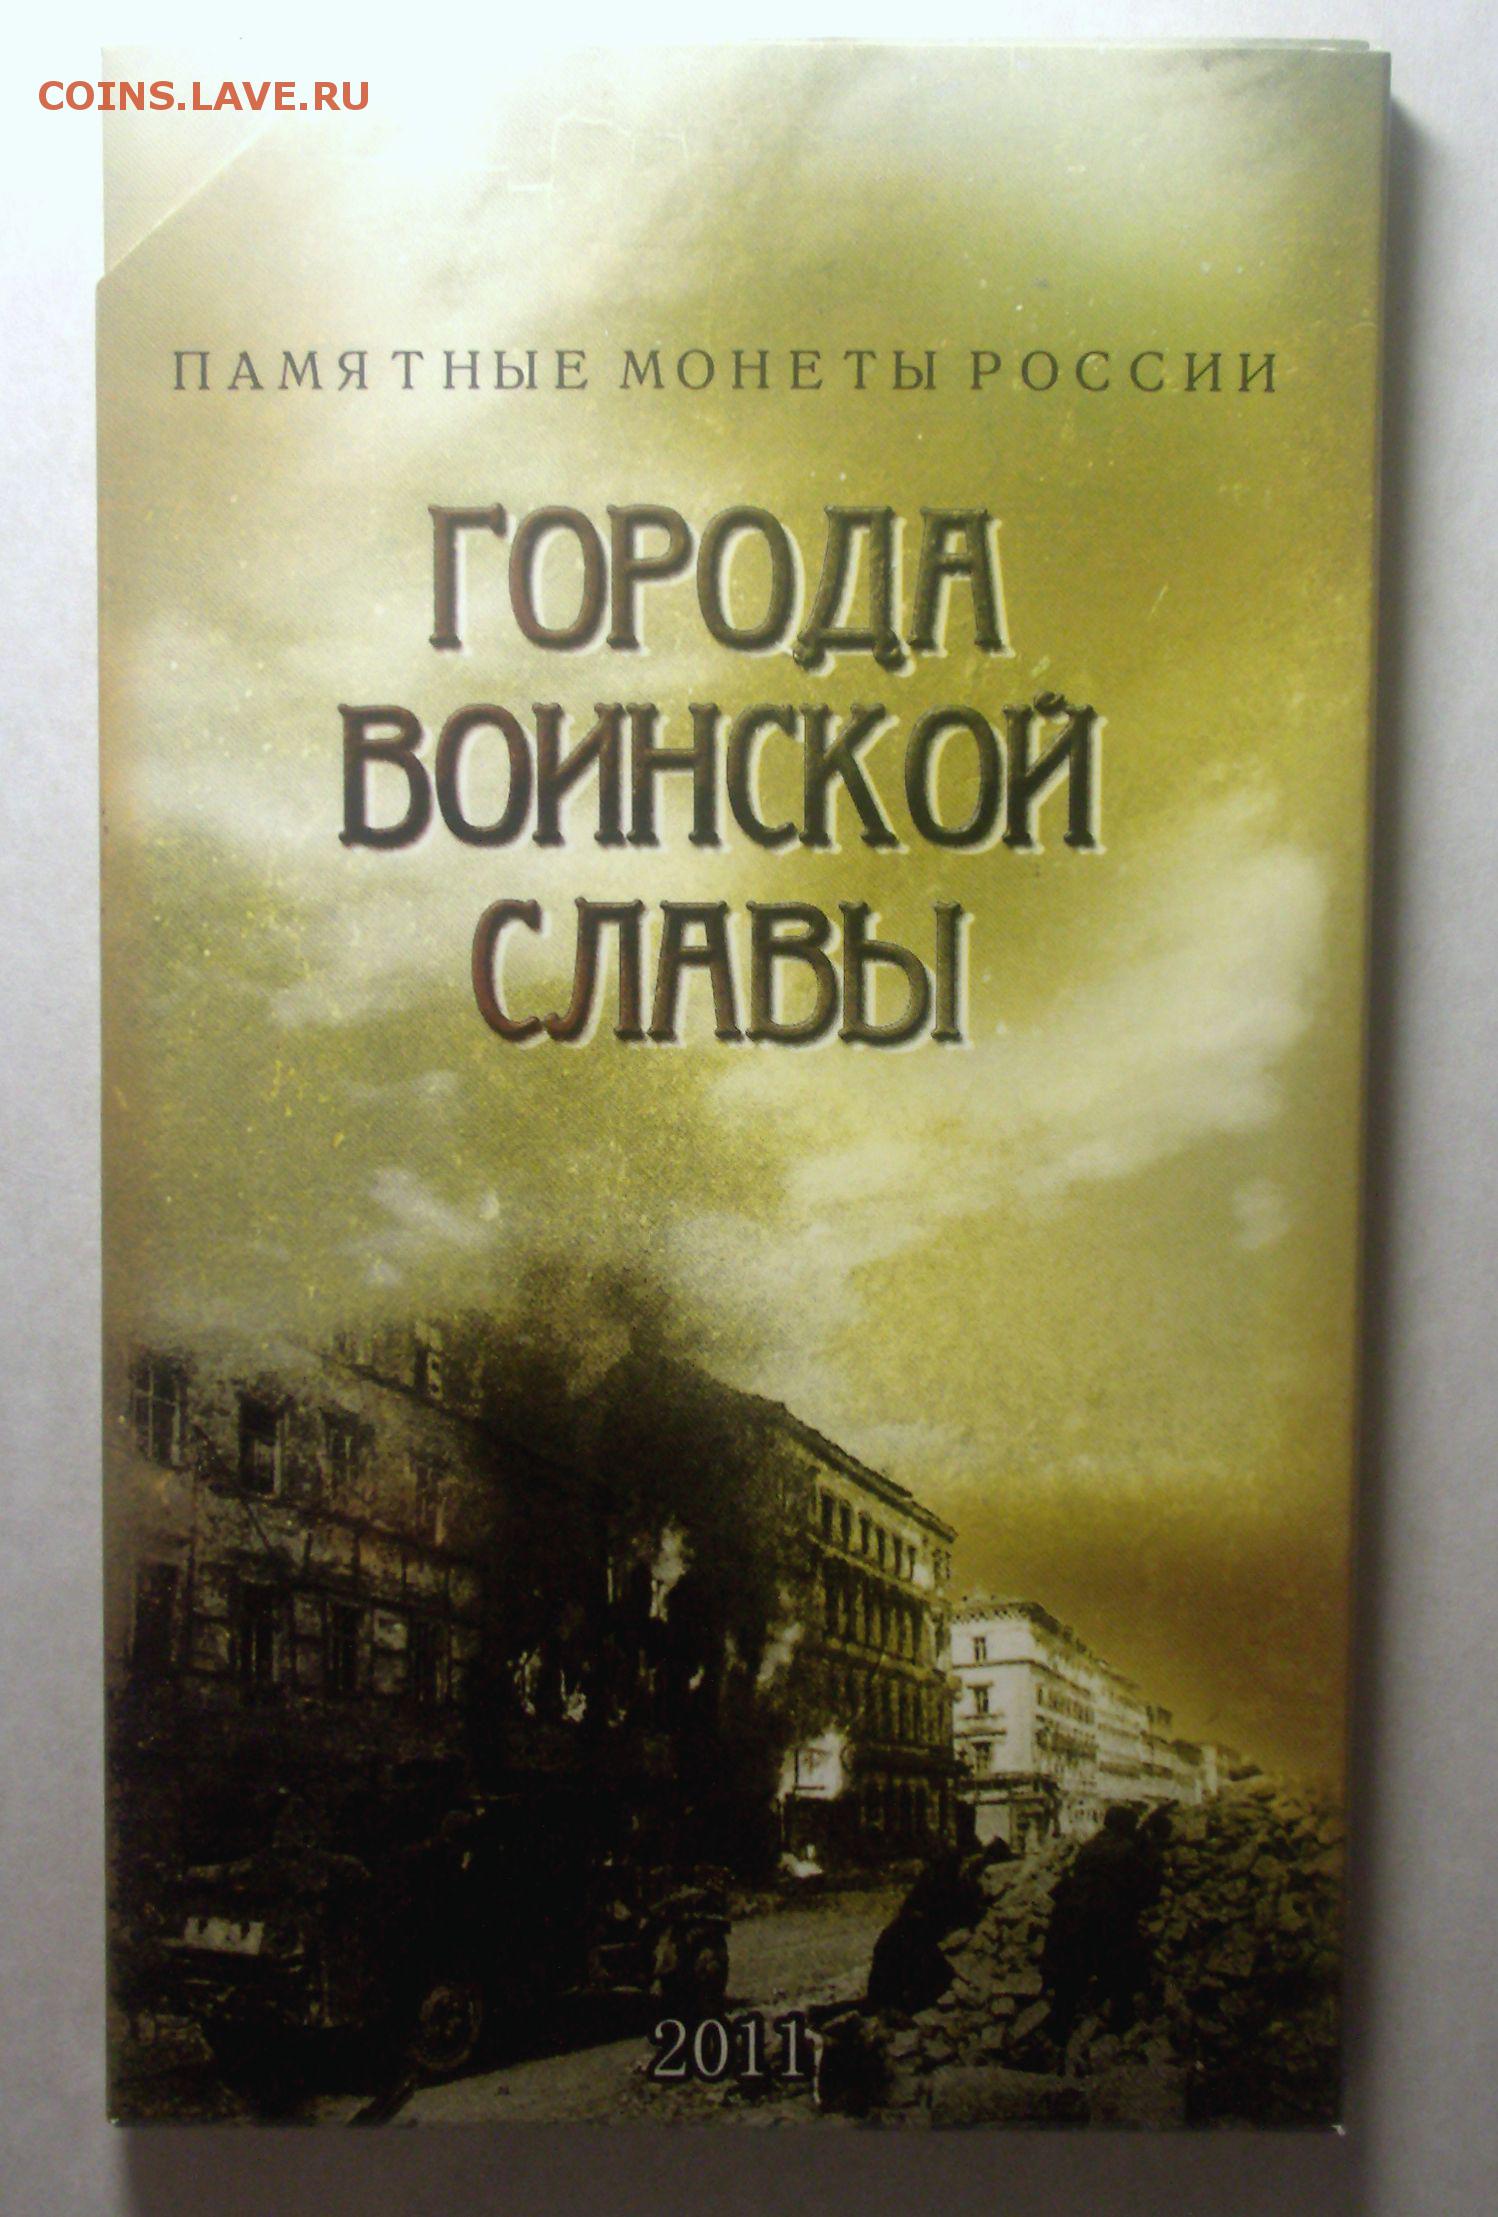 COINS.LAVE.RU
ПАМЯТНЫЕ МОНЕТЫ РОССИИ
ГОРОДА
ВОИНСКОЙ
СЛАВЫ
2011